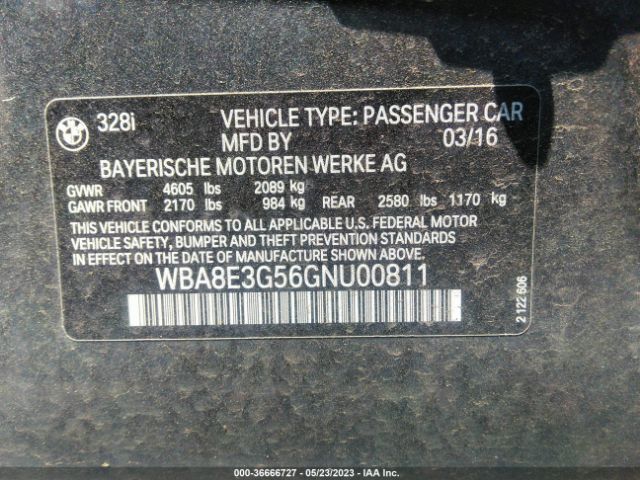 BMW
328i VEHICLE TYPE: PASSENGER CAR
MFD BY 03/16
BAYERISCHE MOTOREN WERKE AG
GVWR 4605 lbs 2089 kg
GAWR FRONT 2170 lbs 984 kg REAR 2580 lbs 1170 kg
THIS VEHICLE CONFORMS TO ALL APPLICABLE U.S. FEDERAL MOTOR
VEHICLE SAFETY, BUMPER AND THEFT PREVENTION STANDARDS IN
EFFECT ON THE DATE OF MANUFACTURE SHOWN ABOVE.
WBA8E3G56GNU00811
2 122 606
000-36666727 - 05/23/2023 - IAA Inc.